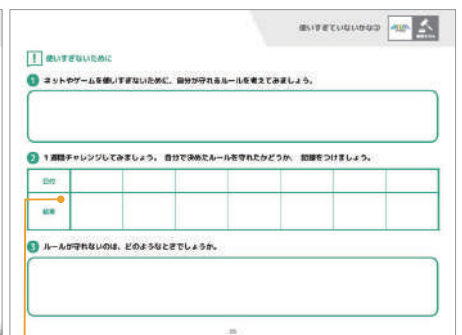 使いすぎていないかな③
! 使いすぎないために
1 ネットやゲームを使いすぎないために、自分が守れるルールを考えてみましょう。
2 1週間チャレンジしてみましょう。 自分で決めたルールを守れたかどうか、 記録をつけましょう。
日付
結果
3 ルールが守れないのは、どのようなときでしょうか。